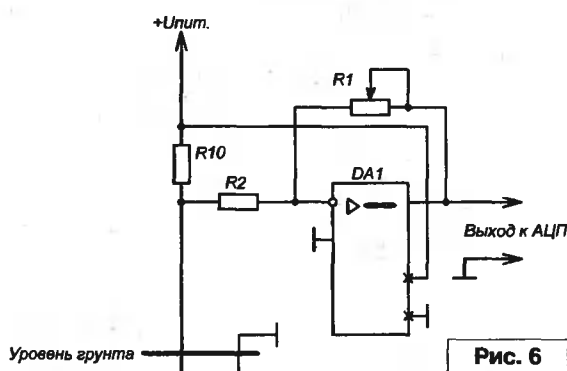 +Uпит.
R1
R10
R2
DA1
Выход к АЦП
Уровень грунта
Рис. 6